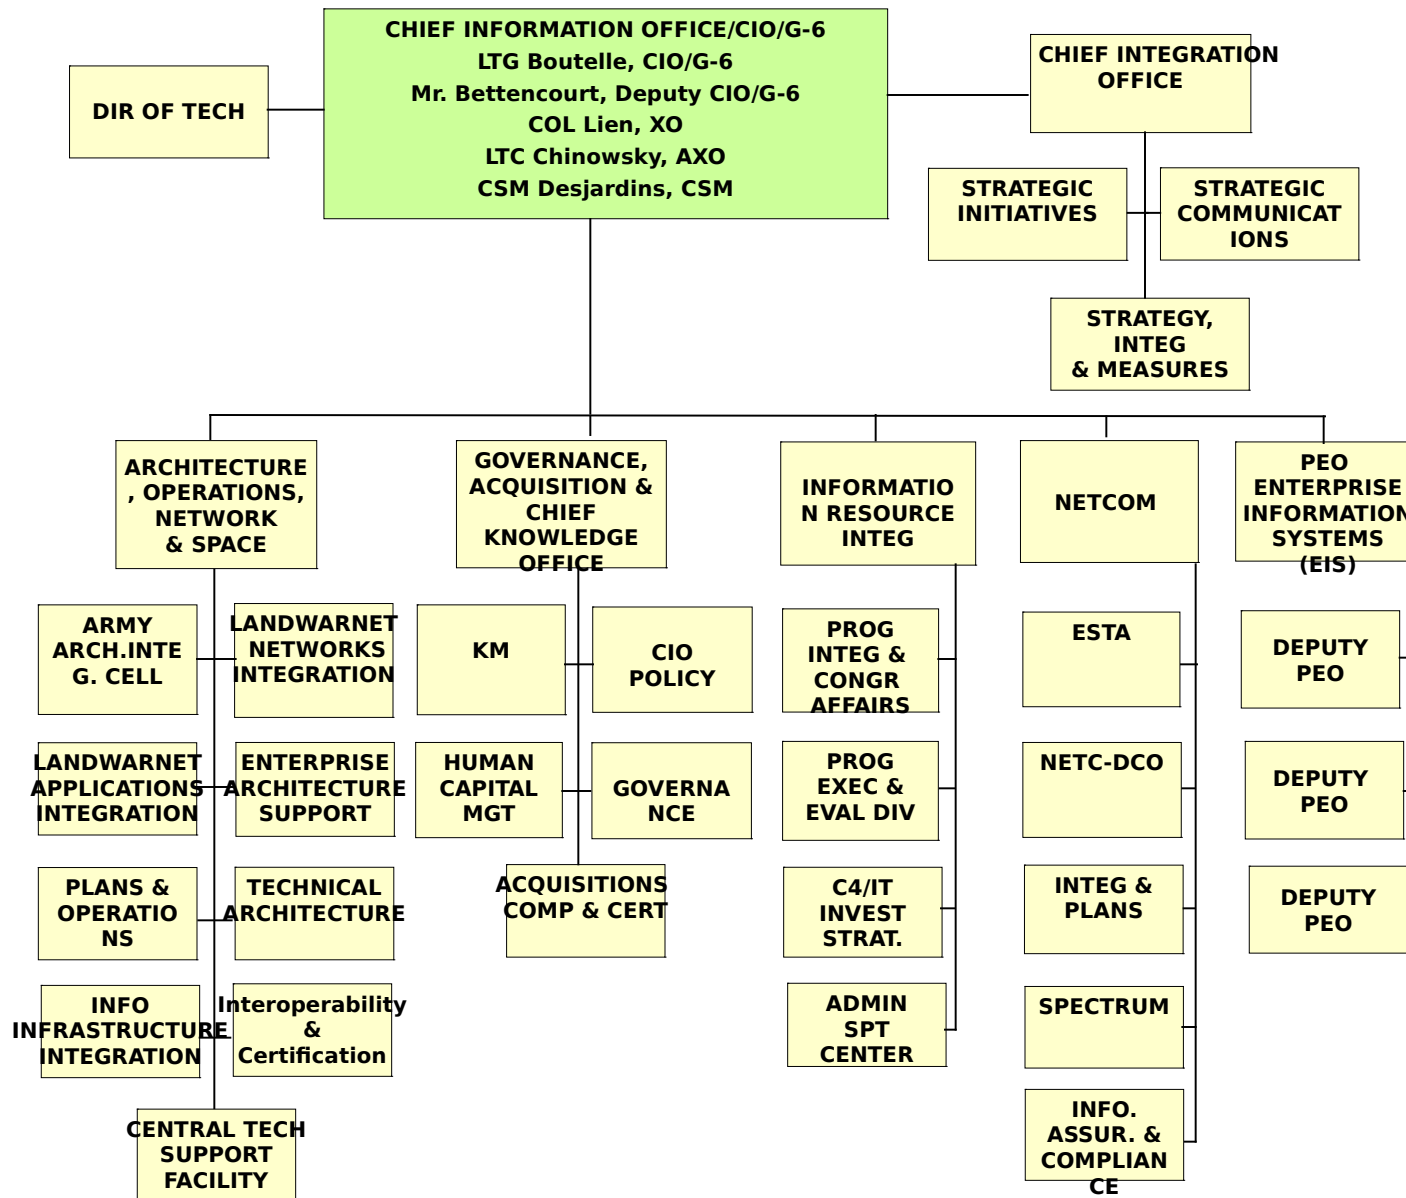 CHIEF INFORMATION OFFICE/CIO/G-6
LTG Boutelle, CIO/G-6
Mr. Bettencourt, Deputy CIO/G-6
COL Lien, XO
LTC Chinowsky, AXO
CSM Desjardins, CSM
DIR OF TECH
CHIEF INTEGRATION
OFFICE
STRATEGIC
INITIATIVES
STRATEGIC
COMMUNICAT
IONS
STRATEGY,
INTEG
& MEASURES
ARCHITECTURE
, OPERATIONS,
NETWORK
& SPACE
GOVERNANCE,
ACQUISITION &
CHIEF
KNOWLEDGE
OFFICE
INFORMATIO
N RESOURCE
INTEG
NETCOM
PEO
ENTERPRISE
INFORMATION
SYSTEMS
(EIS)
ARMY
ARCH.INTE
G. CELL
LANDWARNET
NETWORKS
INTEGRATION
LANDWARNET
APPLICATIONS
INTEGRATION
ENTERPRISE
ARCHITECTURE
SUPPORT
PLANS &
OPERATIO
NS
TECHNICAL
ARCHITECTURE
INFO
INFRASTRUCTURE
INTEGRATION
Interoperability
&
Certification
CENTRAL TECH
SUPPORT
FACILITY
KM
CIO
POLICY
HUMAN
CAPITAL
MGT
GOVERNA
NCE
ACQUISITIONS
COMP & CERT
PROG
INTEG &
CONGR
AFFAIRS
PROG
EXEC &
EVAL DIV
C4/IT
INVEST
STRAT.
ADMIN
SPT
CENTER
ESTA
NETC-DCO
INTEG &
PLANS
SPECTRUM
INFO.
ASSUR. &
COMPLIAN
CE
DEPUTY
PEO
DEPUTY
PEO
DEPUTY
PEO